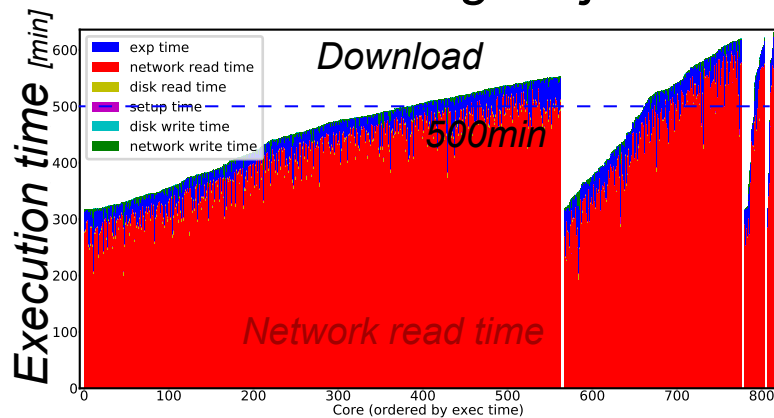 Execution time [min]
600
500
400
300
200
100
0
exp time
network read time
disk read time
setup time
disk write time
network write time
Download
500min
Network read time
0 100 200 300 400 500 600 700 800
Core (ordered by exec time)